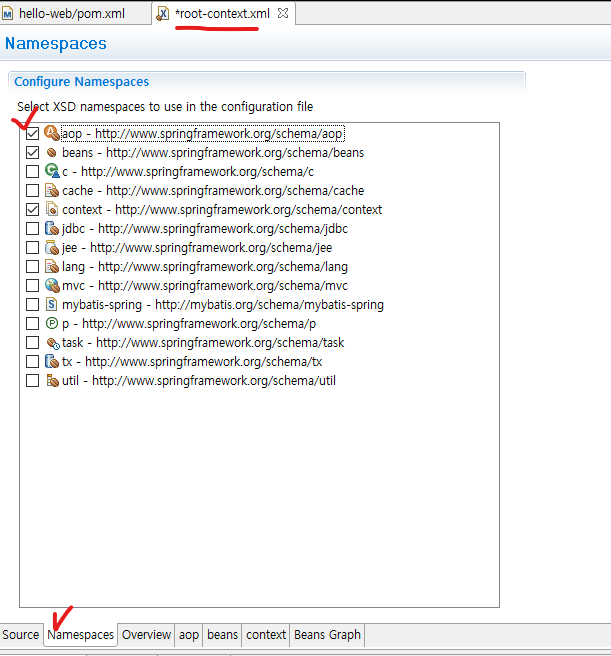 hello-web/pom.xml
*root-context.xml
Namespaces
Configure Namespaces
Select XSD namespaces to use in the configuration file
aop - http://www.springframework.org/schema/aop
beans - http://www.springframework.org/schema/beans
c - http://www.springframework.org/schema/c
cache - http://www.springframework.org/schema/cache
context - http://www.springframework.org/schema/context
jdbc - http://www.springframework.org/schema/jdbc
jee - http://www.springframework.org/schema/jee
lang - http://www.springframework.org/schema/lang
mvc - http://www.springframework.org/schema/mvc
mybatis-spring - http://mybatis.org/schema/mybatis-spring
p - http://www.springframework.org/schema/p
task - http://www.springframework.org/schema/task
tx - http://www.springframework.org/schema/tx
util - http://www.springframework.org/schema/util
Source Namespaces Overview aop beans context Beans Graph